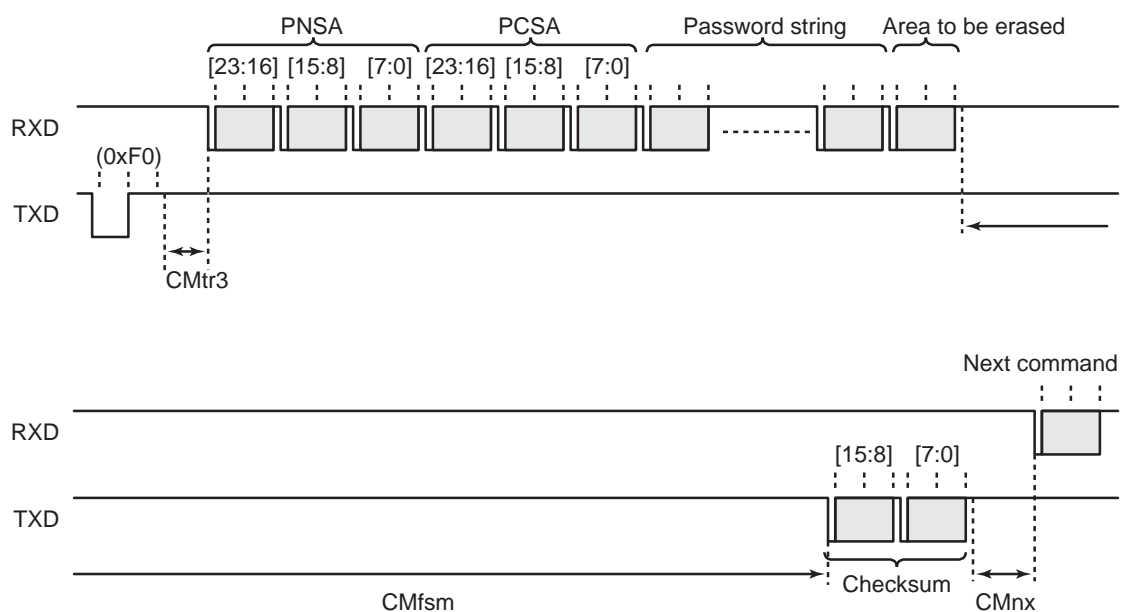 PNSA PCSA Password string Area to be erased
[23:16] [15:8] [7:0] [23:16] [15:8] [7:0]
RXD
(0xF0)
TXD
CMtr3
Next command
RXD
[15:8] [7:0]
TXD
Checksum
CMfsm CMnx